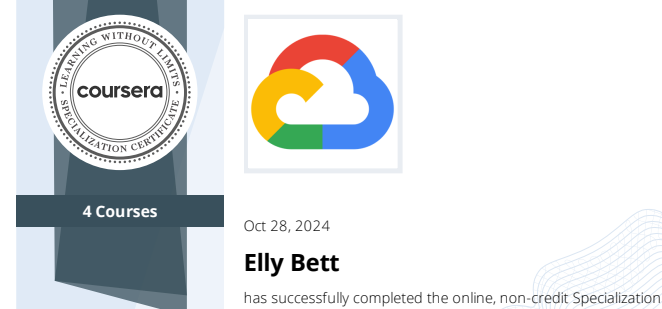 LEARNING WITHOUT LIMITS
coursera
SPECIALIZATION CERTIFICATE
4 Courses
Oct 28, 2024
Elly Bett
has successfully completed the online, non-credit Specialization